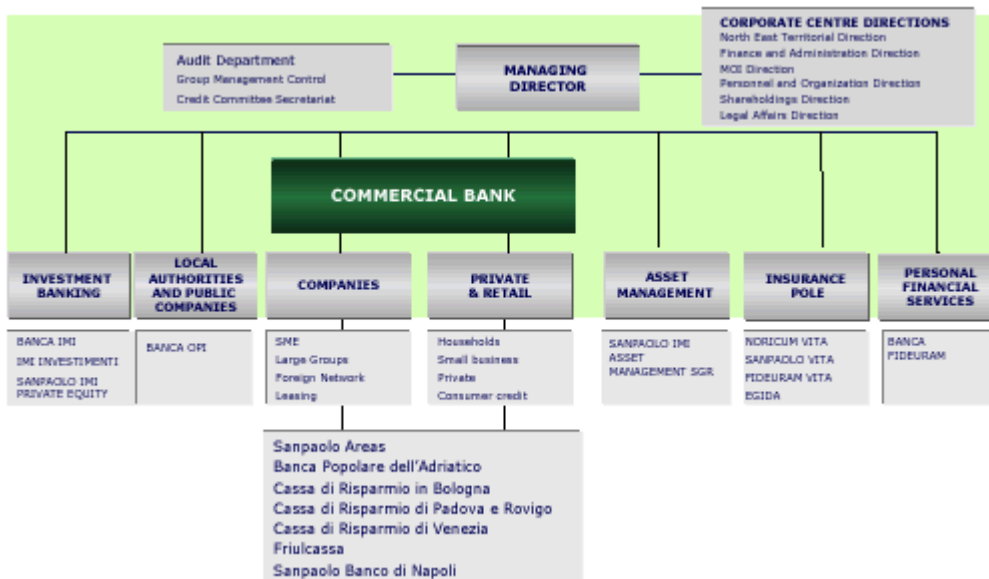 CORPORATE CENTRE DIRECTIONS
North East Territorial Direction
Finance and Administration Direction
MOI Direction
Personnel and Organization Direction
Shareholdings Direction
Legal Affairs Direction
Audit Department
Group Management Control
Credit Committee Secretariat
MANAGING
DIRECTOR
COMMERCIAL BANK
INVESTMENT
BANKING
LOCAL
AUTHORITIES
AND PUBLIC
COMPANIES
COMPANIES
PRIVATE
& RETAIL
ASSET
MANAGEMENT
INSURANCE
POLE
PERSONAL
FINANCIAL
SERVICES
BANCA IMI
IMI INVESTIMENTI
SANPAOLO IMI
PRIVATE EQUITY
BANCA OPI
SME
Large Groups
Foreign Network
Leasing
Households
Small business
Private
Consumer credit
SANPAOLO IMI
ASSET
MANAGEMENT SGR
NORICUM VITA
SANPAOLO VITA
FIDEURAM VITA
EGIDA
BANCA
FIDEURAM
Sanpaolo Areas
Banca Popolare dell'Adriatico
Cassa di Risparmio in Bologna
Cassa di Risparmio di Padova e Rovigo
Cassa di Risparmio di Venezia
Friulcassa
Sanpaolo Banco di Napoli